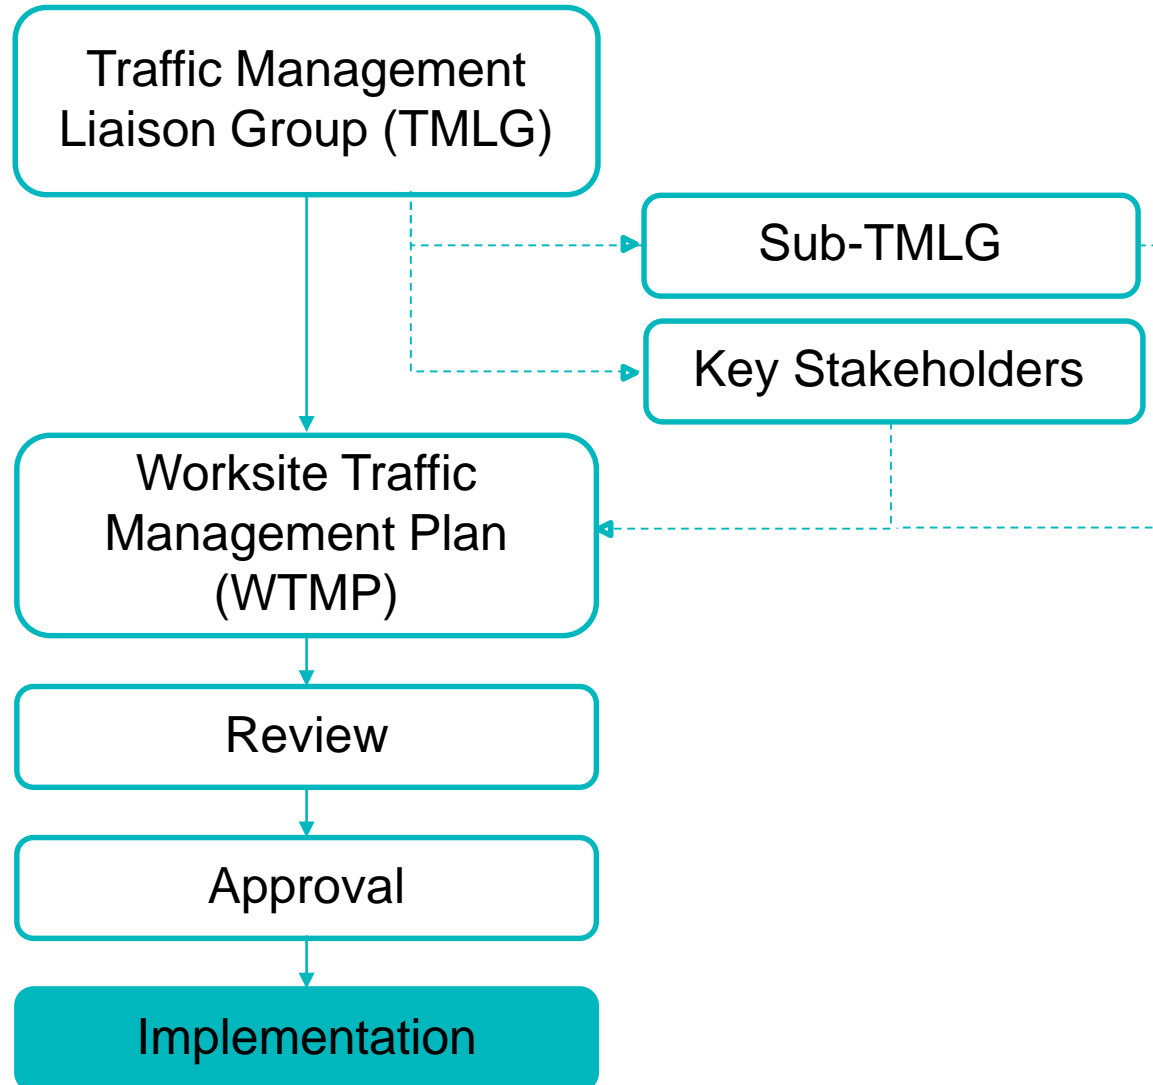 Traffic Management
Liaison Group (TMLG)
Sub-TMLG
Key Stakeholders
Worksite Traffic
Management Plan
(WTMP)
Review
Approval
Implementation